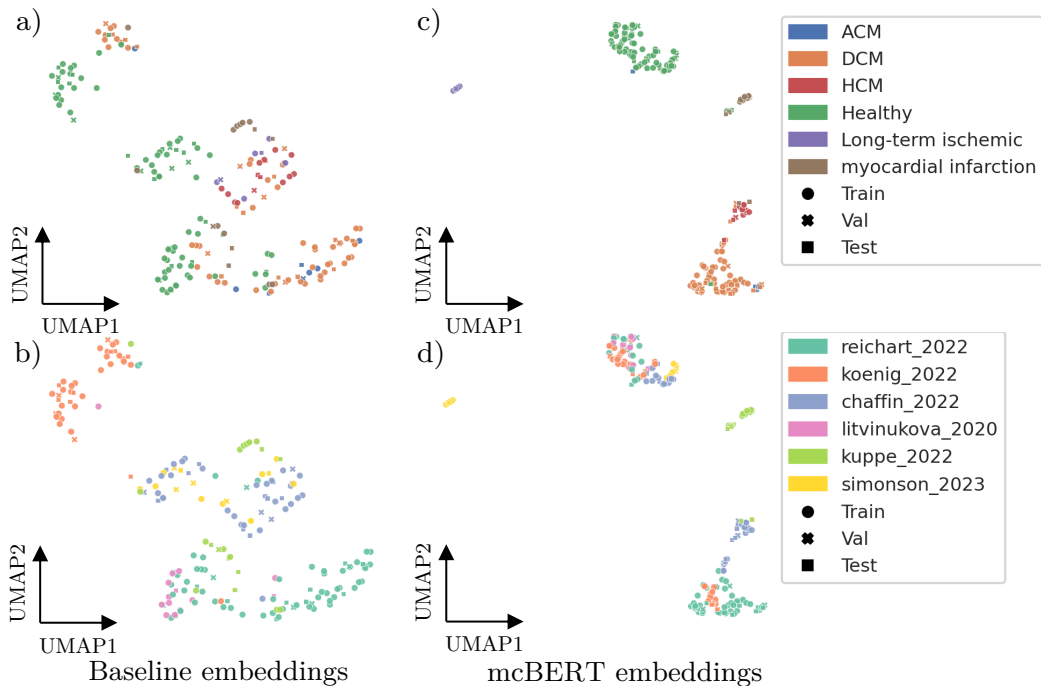 a)
c)
ACM
DCM
HCM
Healthy
Long-term ischemic
myocardial infarction
Train
Val
Test
UMAP2
UMAP1
UMAP2
UMAP1
b)
d)
reichart_2022
koenig_2022
chaffin_2022
litvinukova_2020
kuppe_2022
simonson_2023
Train
Val
Test
UMAP2
UMAP1
UMAP2
UMAP1
Baseline embeddings
mcBERT embeddings